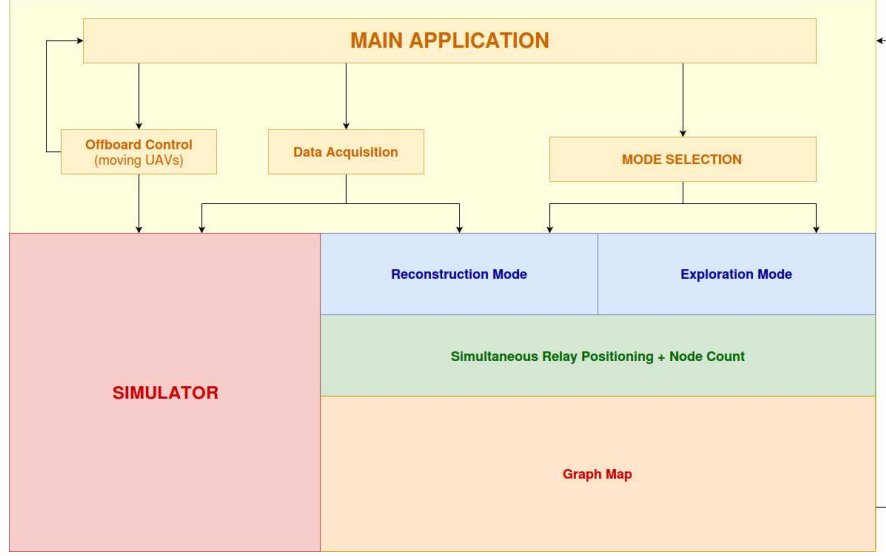 MAIN APPLICATION
Offboard Control
(moving UAVs)
Data Acquisition
MODE SELECTION
Reconstruction Mode
Exploration Mode
Simultaneous Relay Positioning + Node Count
SIMULATOR
Graph Map